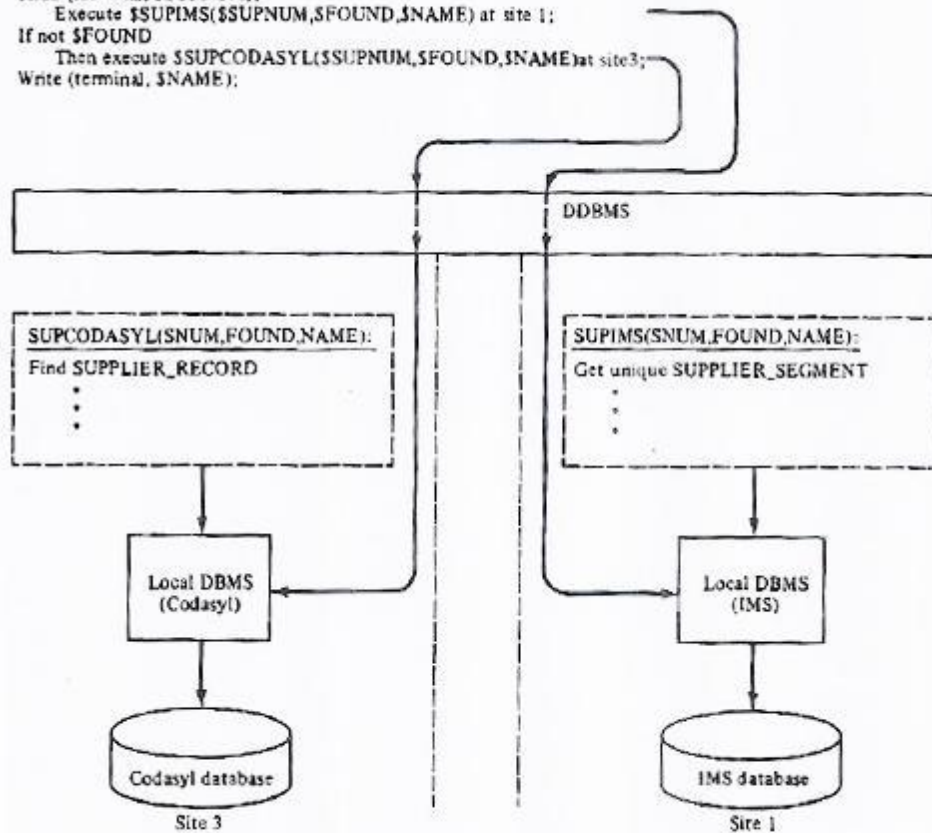 Execute $SUPIMS($SUPNUM,$FOUND,$NAME) at site 1;
If not $FOUND
Then execute $SUPCODASYL($SUPNUM,$FOUND,$NAME)at site3;
Write (terminal, $NAME);
DDBMS
SUPCODASYL(SNUM,FOUND,NAME):
Find SUPPLIER_RECORD
SUPIMS(SNUM,FOUND,NAME):
Get unique SUPPLIER_SEGMENT
Local DBMS
(Codasyl)
Local DBMS
(IMS)
Codasyl database
IMS database
Site 3
Site 1